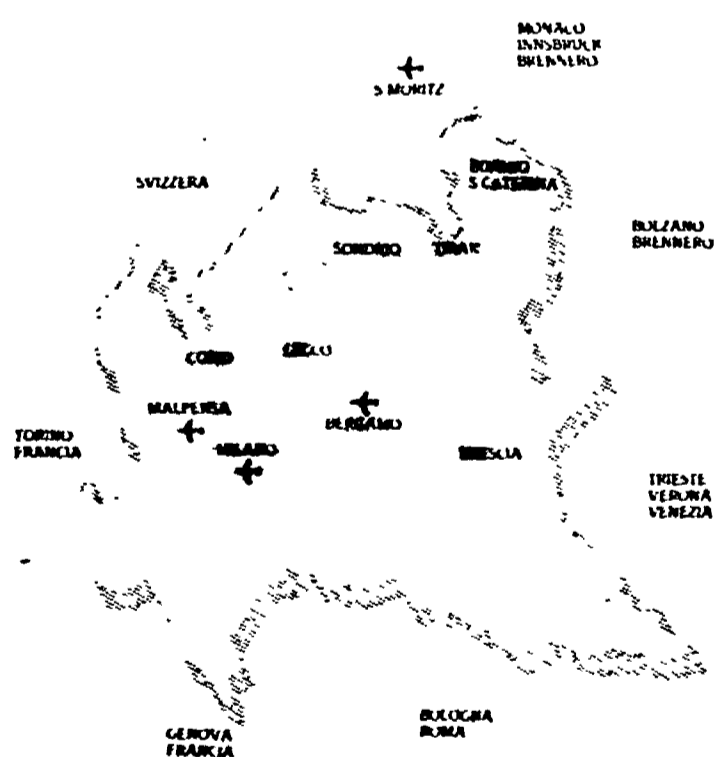 MONACO
INNSBRUCK
BRENNERO
S MORITZ
SVIZZERA
BORMIO
S CATERINA
BOLZANO
BRENNERO
SONDRIO
TIRANO
COMO
LECCO
MALPENSA
BERGAMO
TORINO
FRANCIA
MILANO
BRESCIA
TRIESTE
VERONA
VENEZIA
BOLOGNA
ROMA
GENOVA
FRANCIA